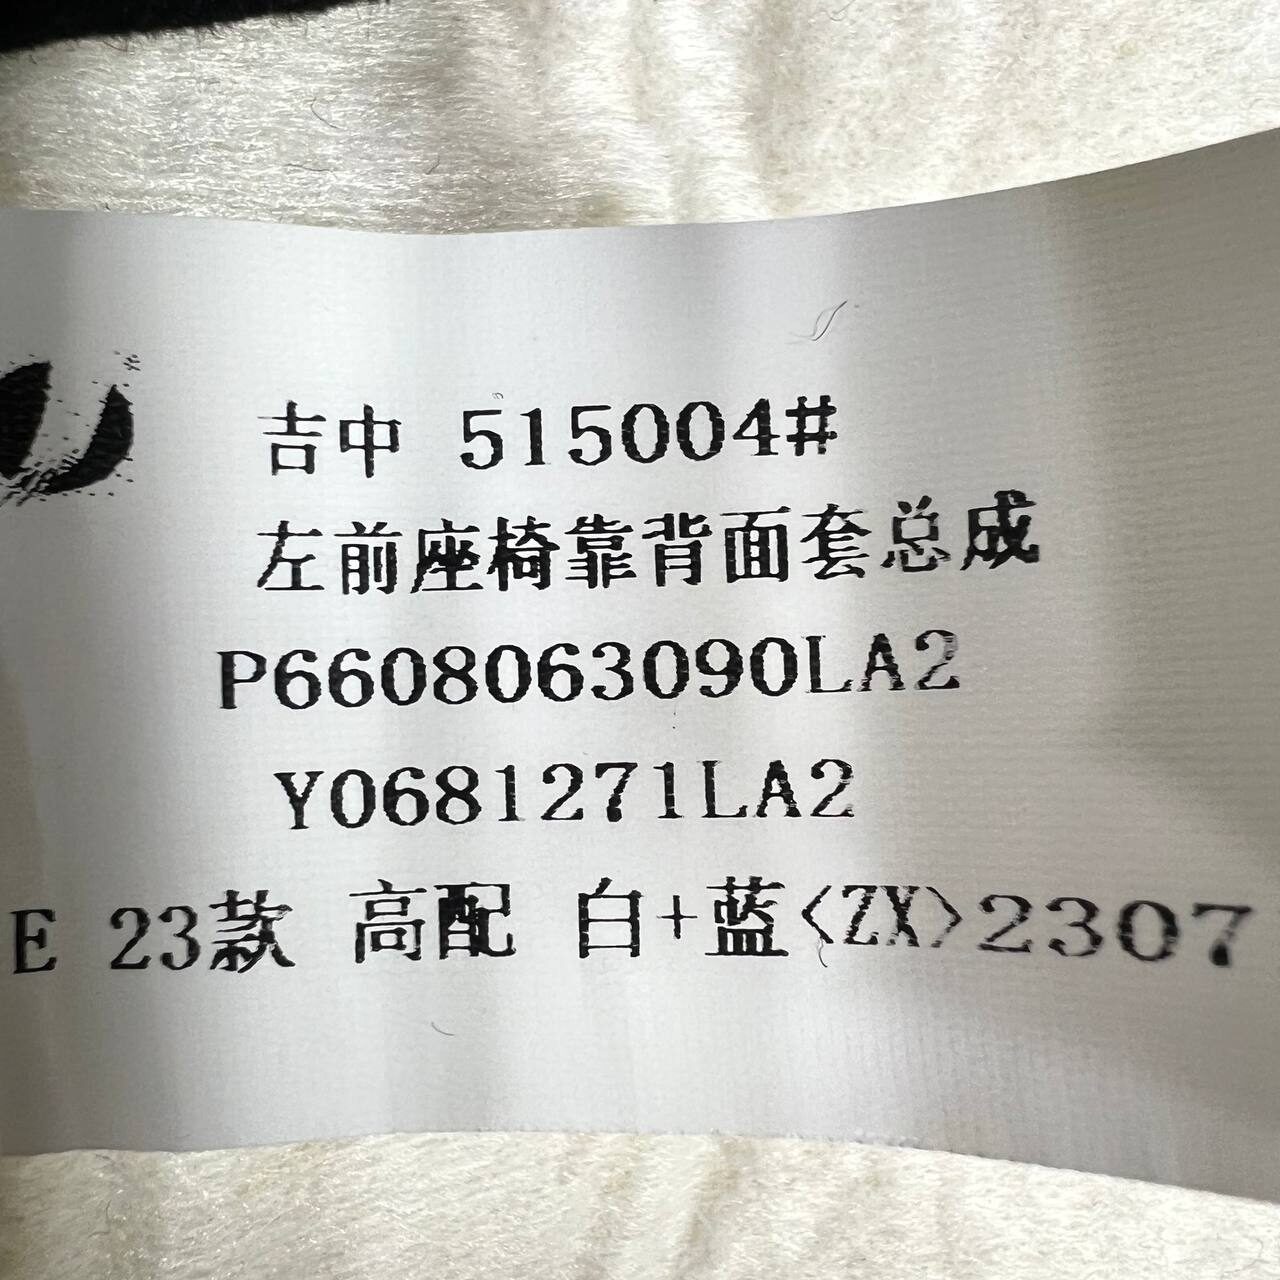 吉中 515004#
左前座椅靠背面套总成
P6608063090LA2
Y0681271LA2
E 23款 高配 白+蓝<ZX>2307